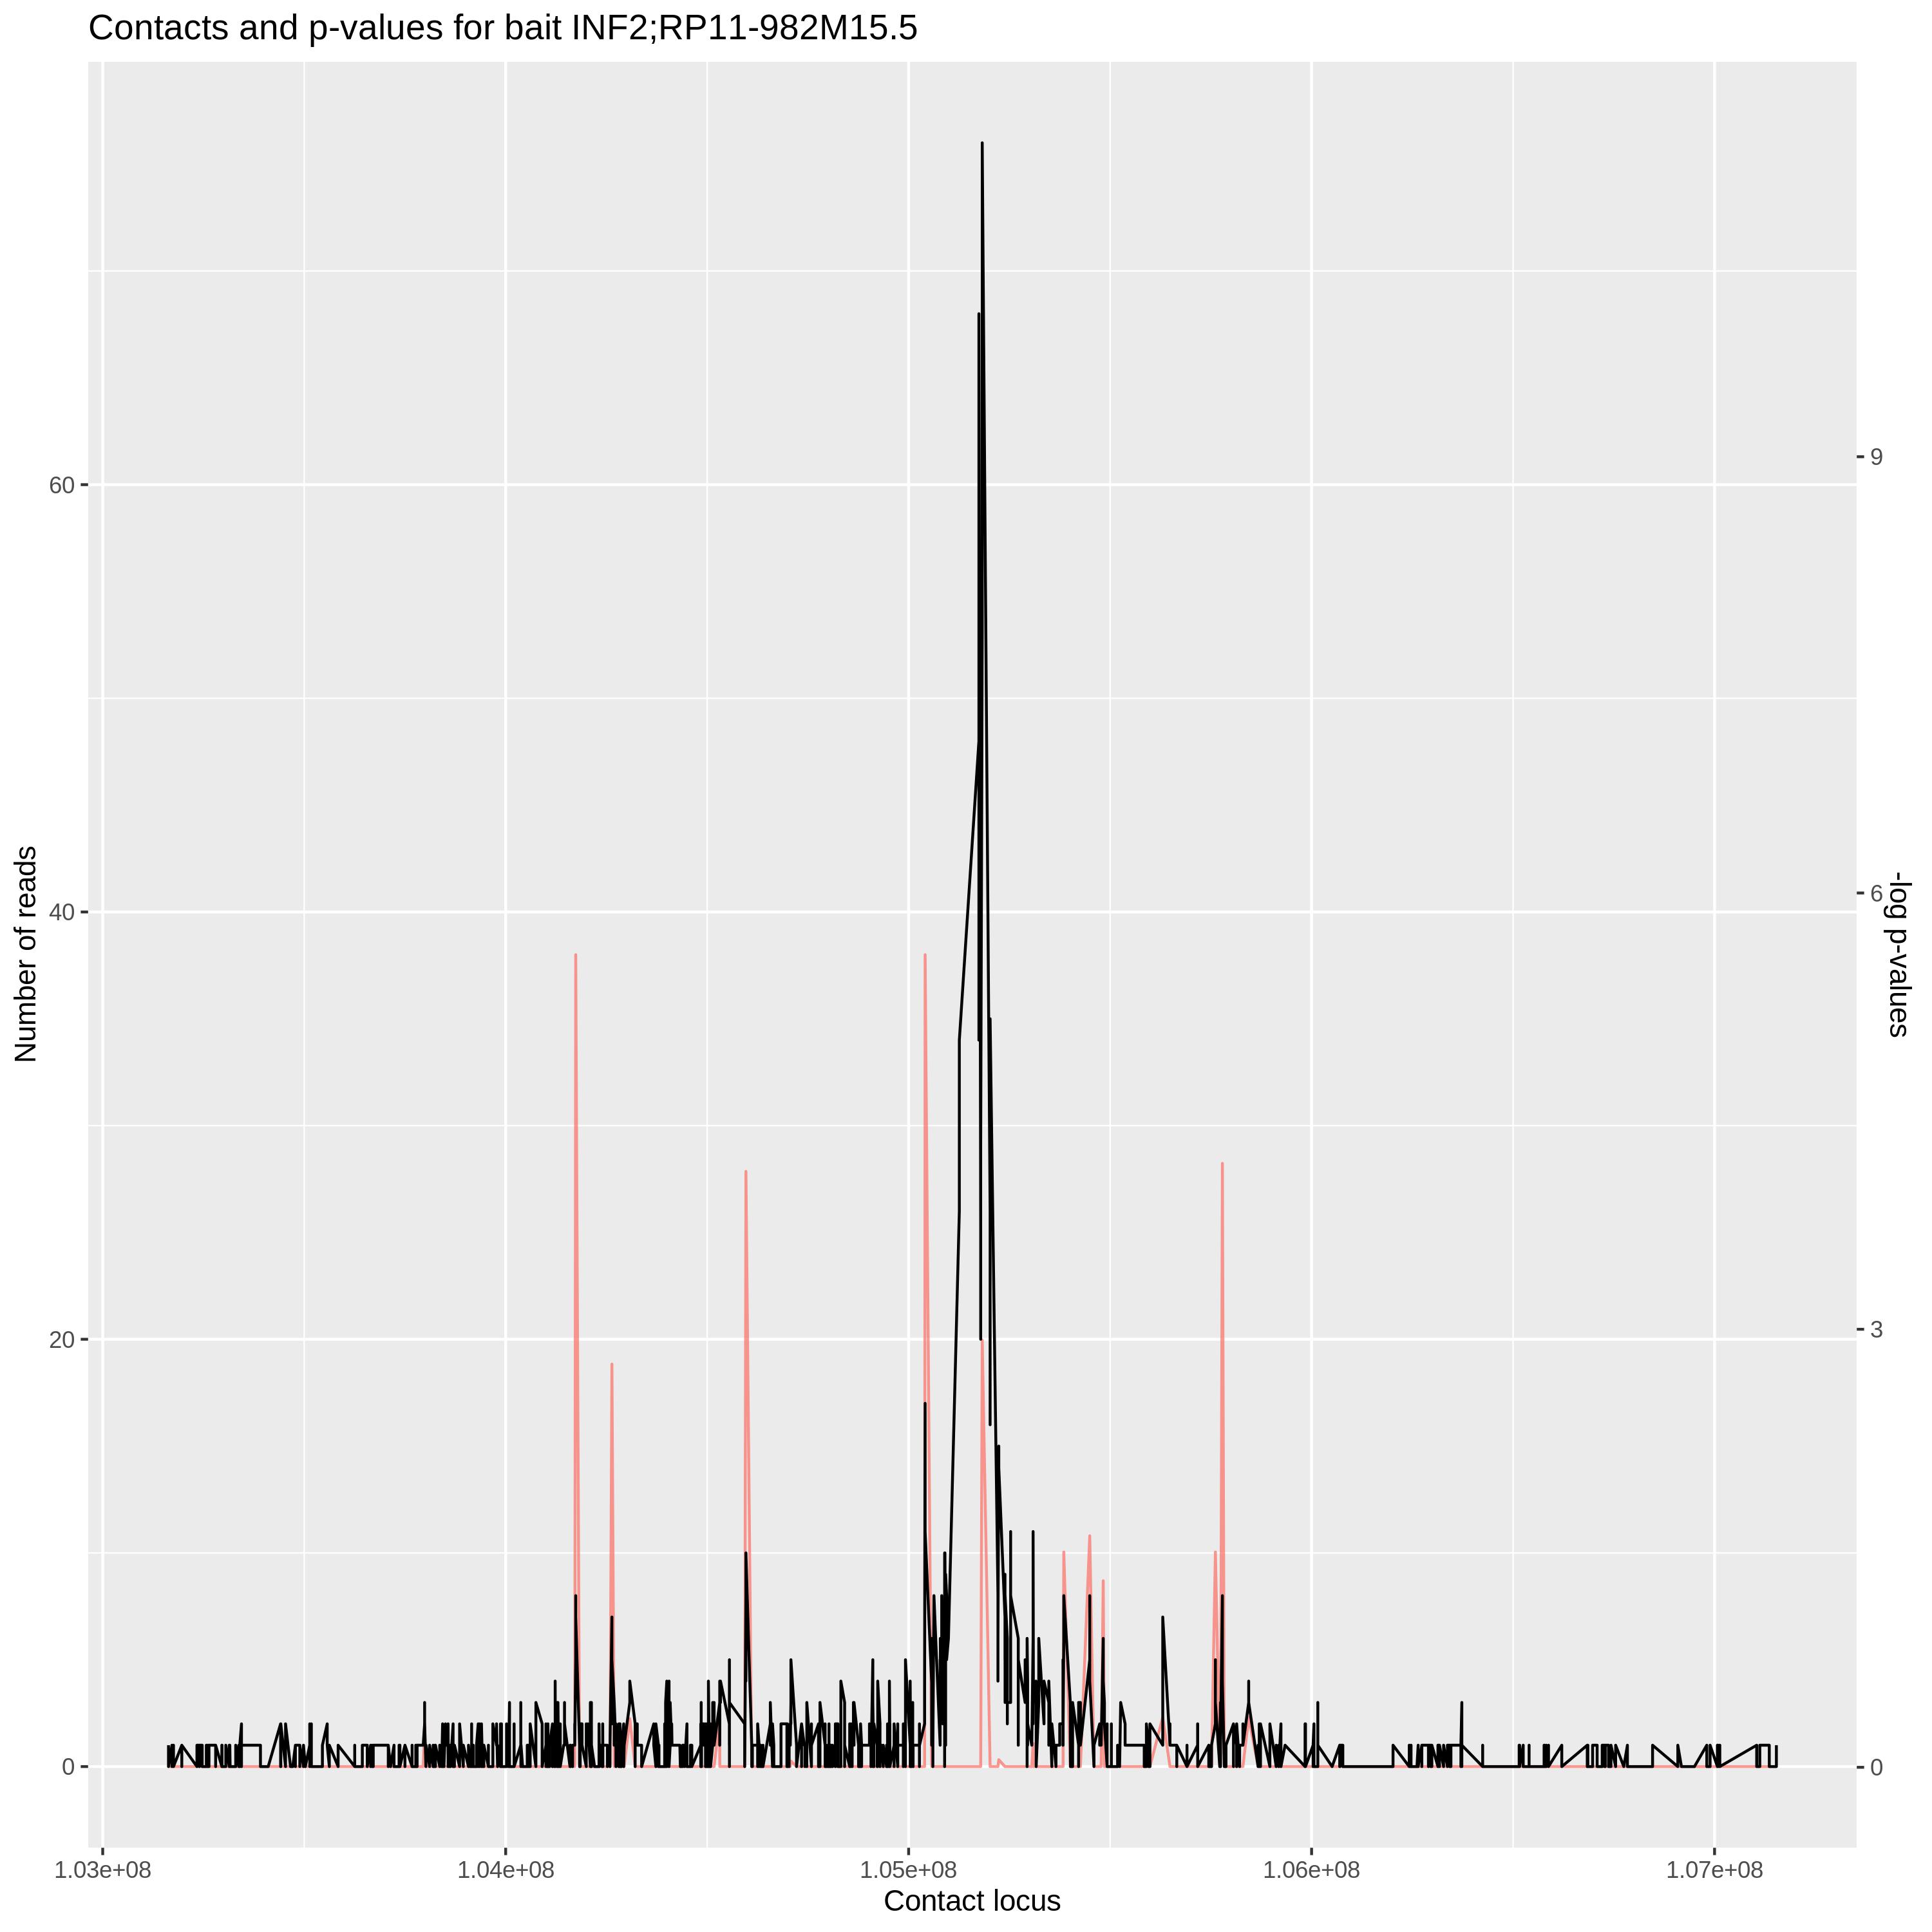 Contacts and p-values for bait INF2;RP11-982M15.5
Number of reads
60
40
20
0
9
6
3
0
-log p-values
1.03e+08 1.04e+08 1.05e+08 1.06e+08 1.07e+08
Contact locus